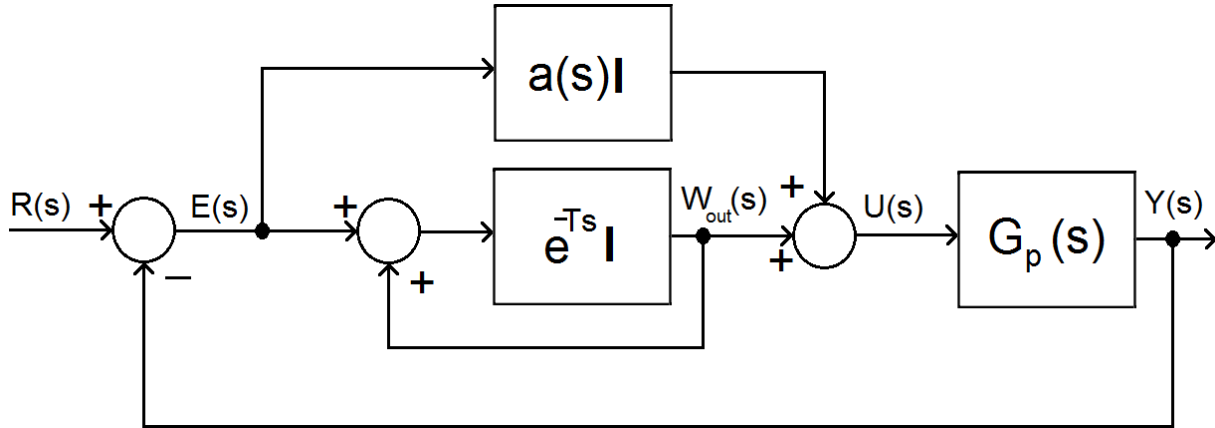 a(s)I
+
R(s)
+
E(s)
+
e^-Ts I
W_out(s)
+
U(s)
G_p(s)
Y(s)
−
+
+